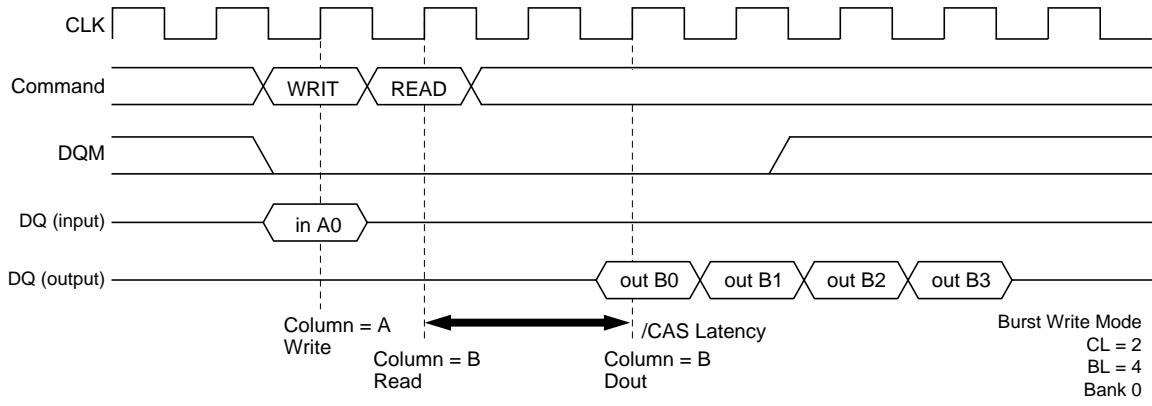 CLK
Command
WRIT
READ
DQM
DQ (input)
in A0
DQ (output)
out B0
out B1
out B2
out B3
Column = A
Write
Column = B
Read
/CAS Latency
Column = B
Dout
Burst Write Mode
CL = 2
BL = 4
Bank 0